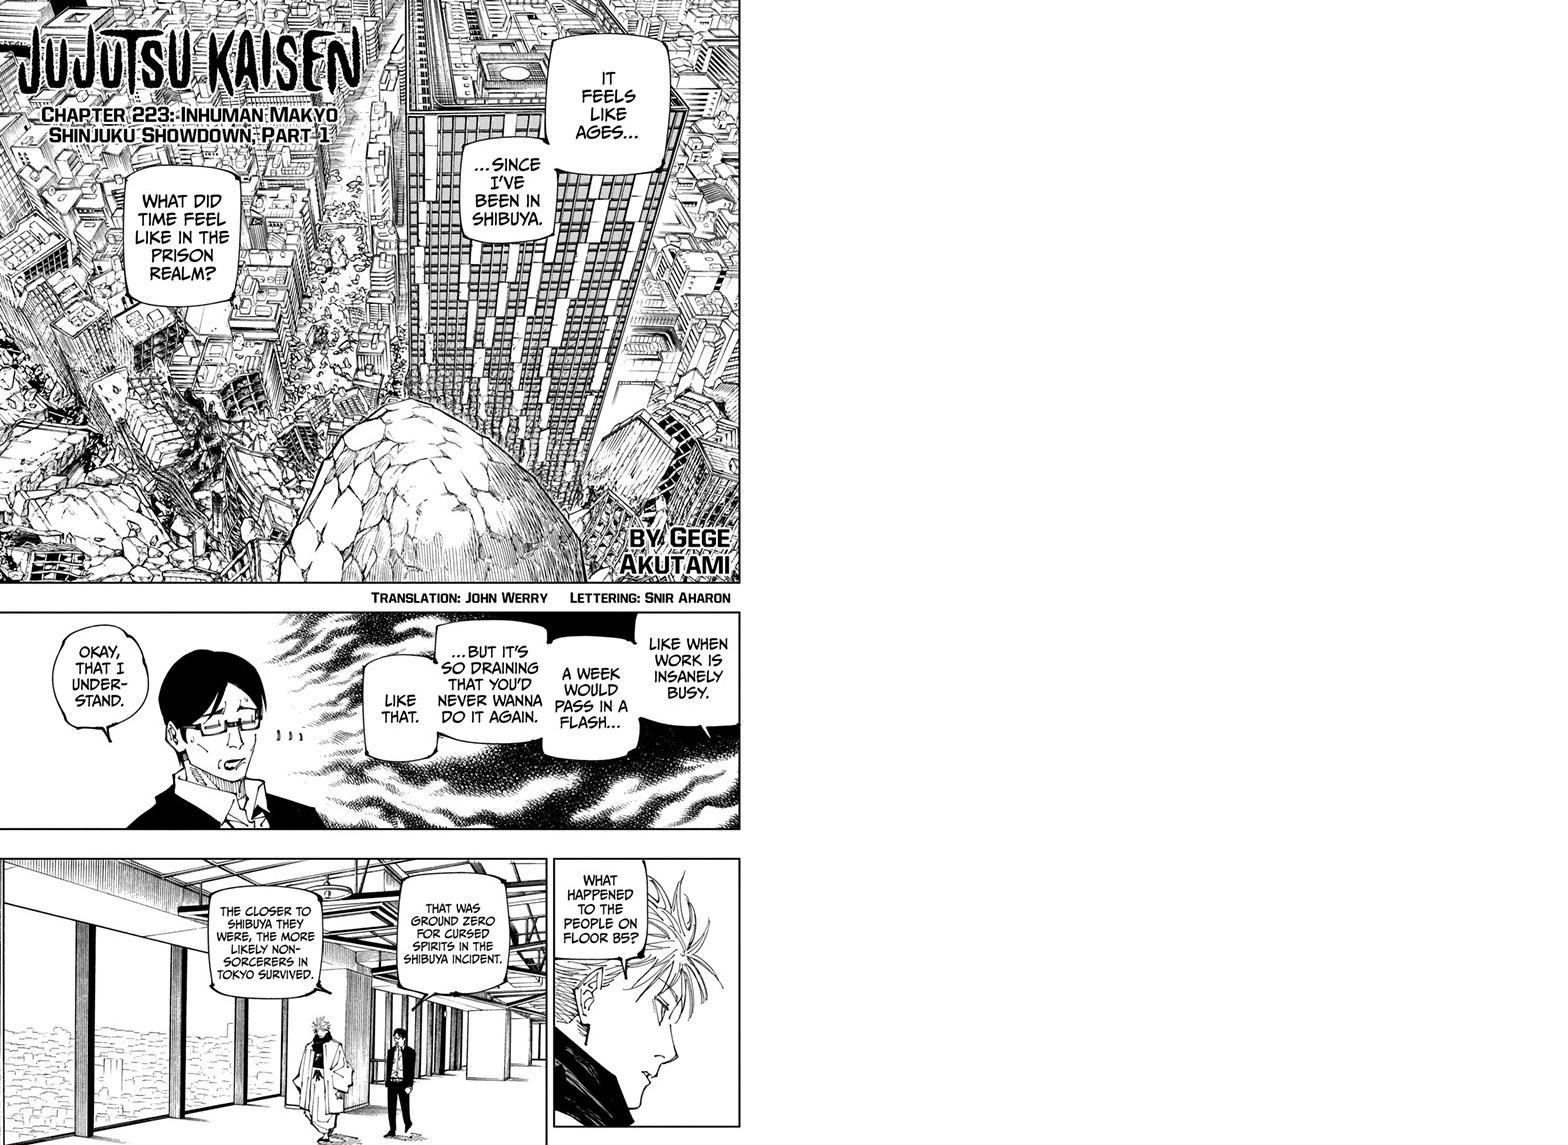 JUJUTSU KAISEN
CHAPTER 223: INHUMAN MAKYO
SHINJUKU SHOWDOWN, PART 1
IT
FEELS
LIKE
AGES...
...SINCE
I'VE
BEEN IN
SHIBUYA.
WHAT DID
TIME FEEL
LIKE IN THE
PRISON
REALM?
BY GEGE
AKUTAMI
TRANSLATION: JOHN WERRY LETTERING: SNIR AHARON
LIKE WHEN
WORK IS
INSANELY
BUSY.
A WEEK
WOULD
PASS IN A
FLASH...
...BUT IT'S
SO DRAINING
THAT YOU'D
NEVER WANNA
DO IT AGAIN.
LIKE
THAT.
OKAY,
THAT I
UNDER-
STAND.
WHAT
HAPPENED
TO THE
PEOPLE ON
FLOOR B5?
THAT WAS
GROUND ZERO
FOR CURSED
SPIRITS IN THE
SHIBUYA INCIDENT.
THE CLOSER TO
SHIBUYA THEY
WERE, THE MORE
LIKELY NON-
SORCERERS IN
TOKYO SURVIVED.